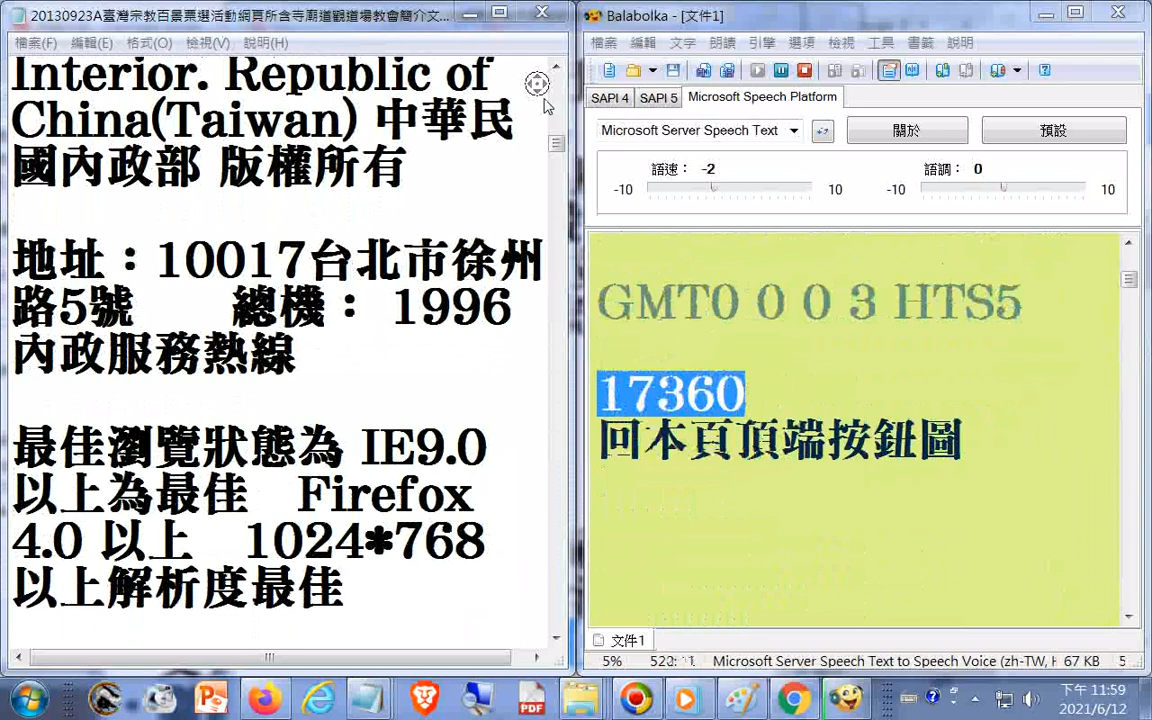 20130923A臺灣宗教百景票選活動網頁所含寺廟道觀道場教會簡介文...
檔案(F) 編輯(E) 格式(O) 檢視(V) 說明(H)
Interior. Republic of
China(Taiwan) 中華民
國內政部 版權所有
地址：10017台北市徐州
路5號 總機： 1996
內政服務熱線
最佳瀏覽狀態為 IE9.0
以上為最佳 Firefox
4.0 以上 1024*768
以上解析度最佳
Balabolka - [文件1]
檔案 編輯 文字 朗讀 引擎 選項 檢視 工具 書籤 說明
SAPI 4 SAPI 5 Microsoft Speech Platform
Microsoft Server Speech Text 關於 預設
語速： -2 語調： 0
-10 10 -10 10
GMT0 0 0 3 HTS5
17360
回本頁頂端按鈕圖
文件1
5% Microsoft Server Speech Text to Speech Voice (zh-TW, H 67 KB 5
PDF
下午 11:59
2021/6/12